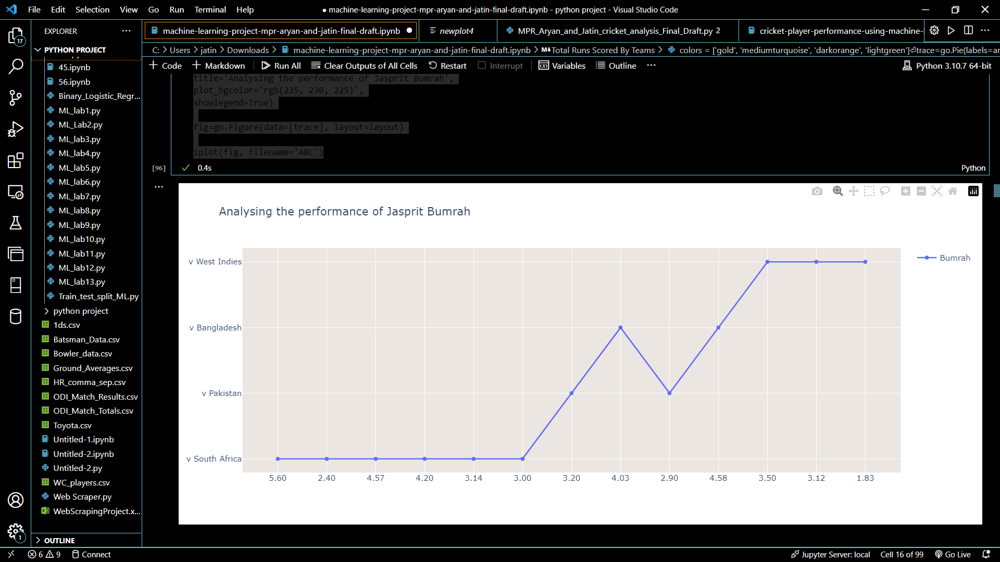 File Edit Selection View Go Run Terminal Help
● machine-learning-project-mpr-aryan-and-jatin-final-draft.ipynb - python project - Visual Studio Code
EXPLORER
machine-learning-project-mpr-aryan-and-jatin-final-draft.ipynb ●
newplot4
MPR_Aryan_and_Jatin_cricket_analysis_Final_Draft.py 2
cricket-player-performance-using-machine-
C: > Users > jatin > Downloads > machine-learning-project-mpr-aryan-and-jatin-final-draft.ipynb > M↓Total Runs Scored By Teams > colors = ['gold', 'mediumturquoise', 'darkorange', 'lightgreen']⏎trace=go.Pie(labels=ar
+ Code + Markdown Run All Clear Outputs of All Cells Restart Interrupt Variables Outline ...
Python 3.10.7 64-bit
17
PYTHON PROJECT
45.ipynb
56.ipynb
Binary_Logistic_Regr...
ML_lab1.py
ML_Lab2.py
ML_lab3.py
ML_lab4.py
ML_lab5.py
ML_lab6.py
ML_lab7.py
ML_lab8.py
ML_lab9.py
ML_lab10.py
ML_lab11.py
ML_lab12.py
ML_lab13.py
Train_test_split_ML.py
python project
1ds.csv
Batsman_Data.csv
Bowler_data.csv
Ground_Averages.csv
HR_comma_sep.csv
ODI_Match_Results.csv
ODI_Match_Totals.csv
Toyota.csv
Untitled-1.ipynb
Untitled-2.ipynb
Untitled-2.py
WC_players.csv
Web Scraper.py
WebScrapingProject.x...
OUTLINE
1
title='Analysing the performance of Jasprit Bumrah',
plot_bgcolor='rgb(235, 230, 225)',
showlegend=True)
fig=go.Figure(data=[trace], layout=layout)
iplot(fig, filename='ABC')
[96] ✓ 0.4s Python
...
Analysing the performance of Jasprit Bumrah
Bumrah
v West Indies
v Bangladesh
v Pakistan
v South Africa
5.60 2.40 4.57 4.20 3.14 3.00 3.20 4.03 2.90 4.58 3.50 3.12 1.83
6 9 Connect
Jupyter Server: local Cell 16 of 99 Go Live